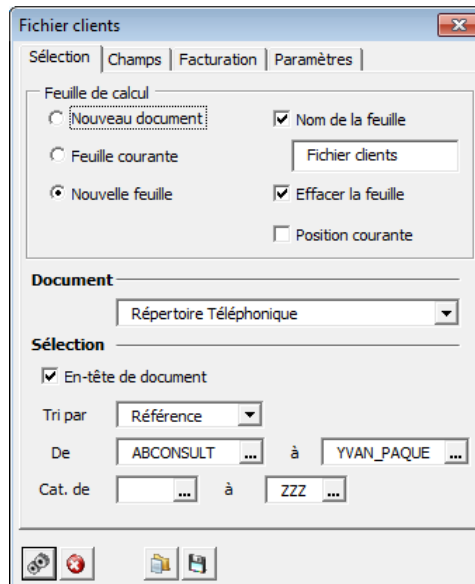 Fichier clients
Sélection Champs Facturation Paramètres
Feuille de calcul
Nouveau document Nom de la feuille
Feuille courante Fichier clients
Nouvelle feuille Effacer la feuille
Position courante
Document
Répertoire Téléphonique
Sélection
En-tête de document
Tri par Référence
De ABCONSULT ... à YVAN_PAQUE ...
Cat. de ... à ZZZ ...